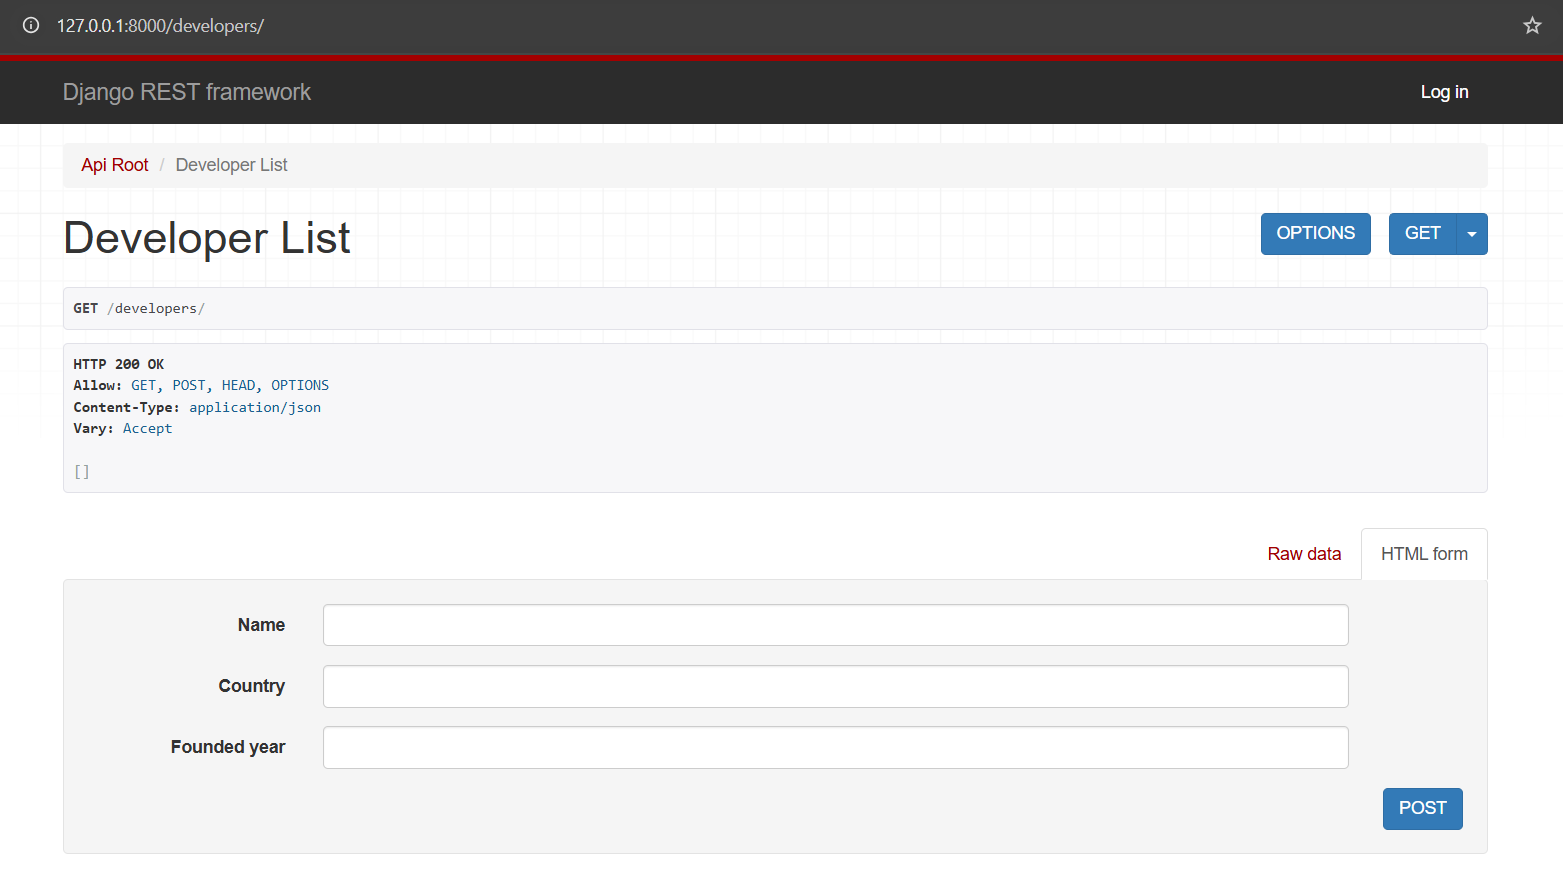 127.0.0.1:8000/developers/
Django REST framework
Log in
Api Root / Developer List
Developer List
OPTIONS
GET
GET /developers/
HTTP 200 OK
Allow: GET, POST, HEAD, OPTIONS
Content-Type: application/json
Vary: Accept
[]
Raw data
HTML form
Name
Country
Founded year
POST